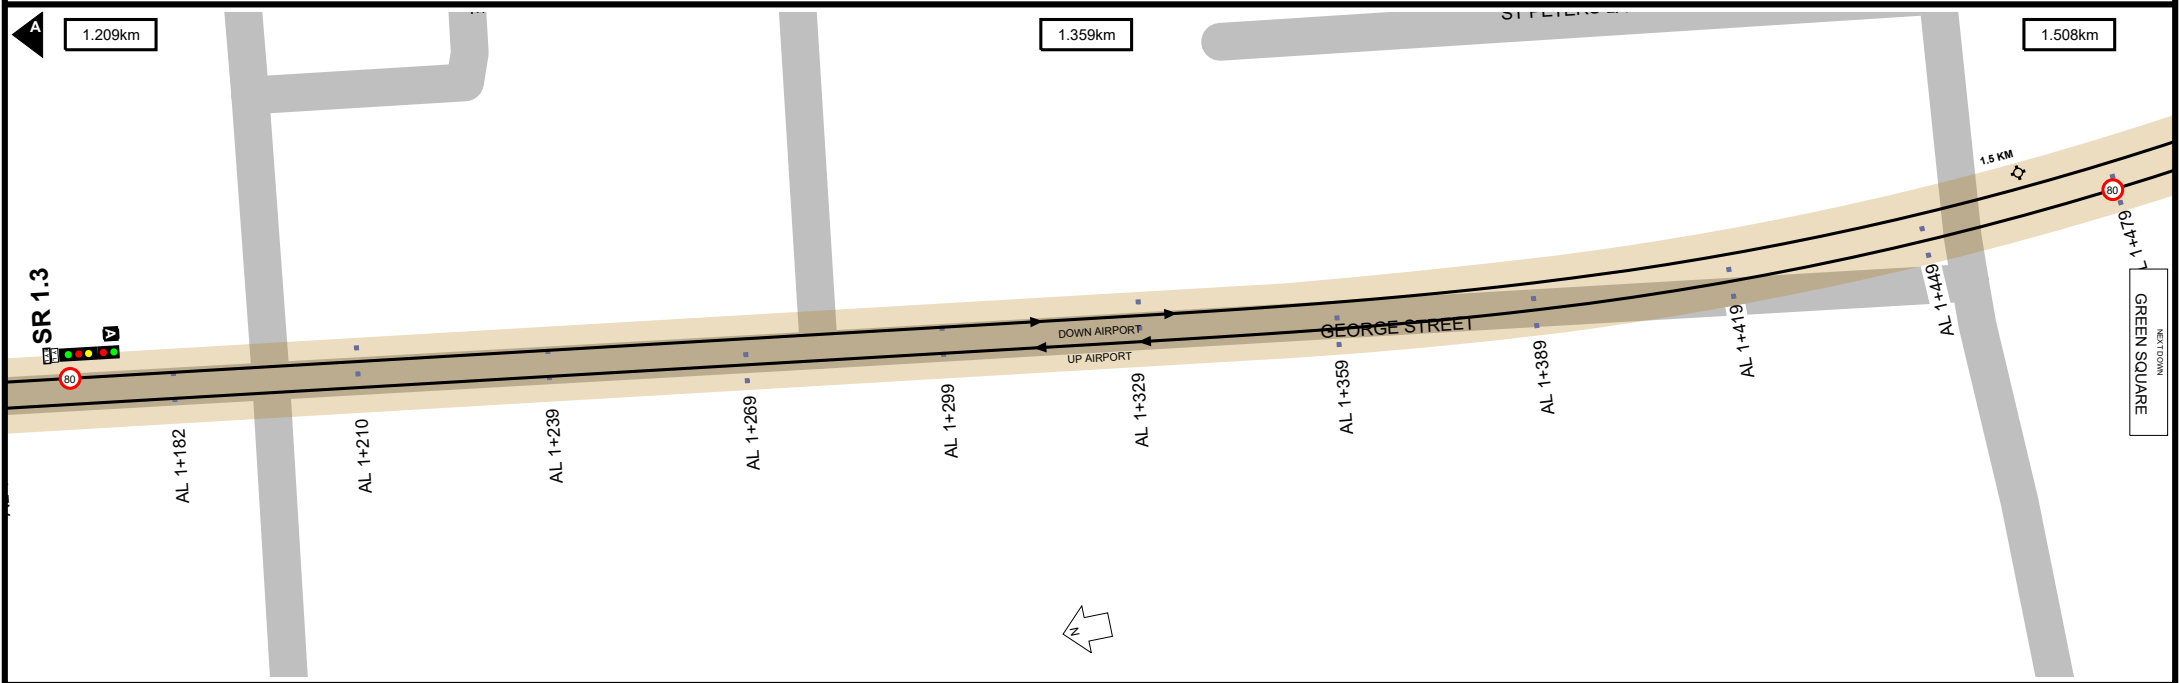 A
1.209km
1.359km
1.508km
1.5 KM
80
SR 1.3
A
80
DOWN AIRPORT
UP AIRPORT
GEORGE STREET
AL 1+182
AL 1+210
AL 1+239
AL 1+269
AL 1+299
AL 1+329
AL 1+359
AL 1+389
AL 1+419
AL 1+449
1+479
NEXT DOWN
GREEN SQUARE
N